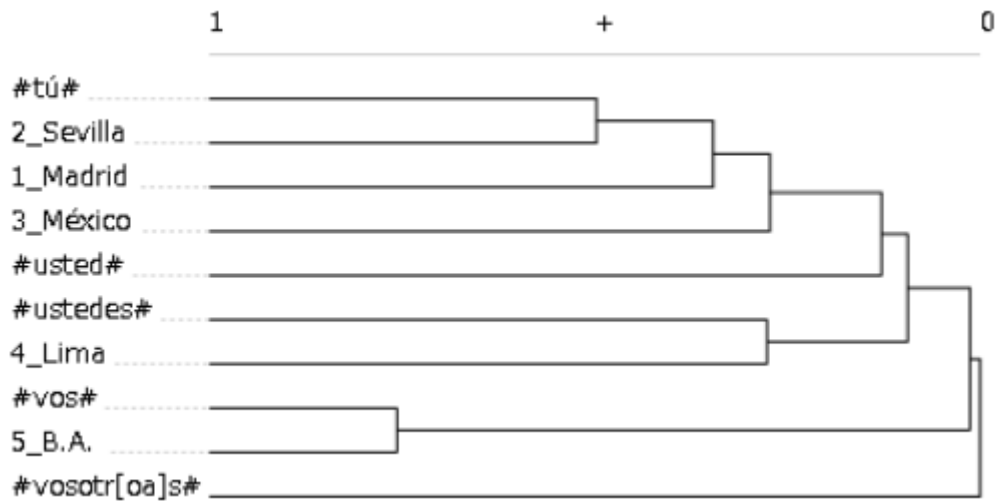 1 + 0
#tú#
2_Sevilla
1_Madrid
3_México
#usted#
#ustedes#
4_Lima
#vos#
5_B.A.
#vosotr[oa]s#